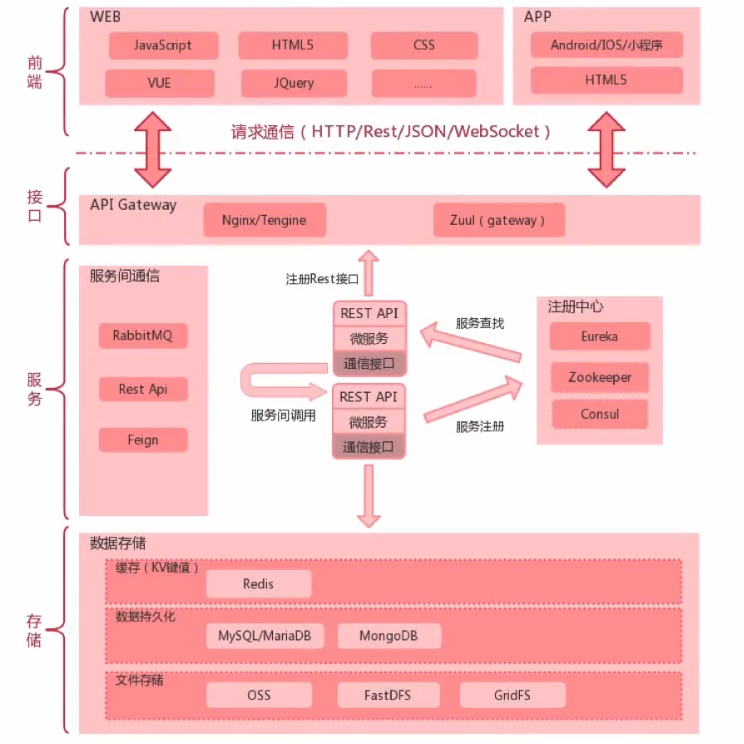 WEB
JavaScript
HTML5
CSS
VUE
JQuery
......
APP
Android/IOS/小程序
HTML5
前端
请求通信（HTTP/Rest/JSON/WebSocket）
接口
API Gateway
Nginx/Tengine
Zuul（gateway）
服务
服务间通信
RabbitMQ
Rest Api
Feign
注册Rest接口
REST API
微服务
通信接口
REST API
微服务
通信接口
服务间调用
服务查找
服务注册
注册中心
Eureka
Zookeeper
Consul
存储
数据存储
缓存（KV键值）
Redis
数据持久化
MySQL/MariaDB
MongoDB
文件存储
OSS
FastDFS
GridFS